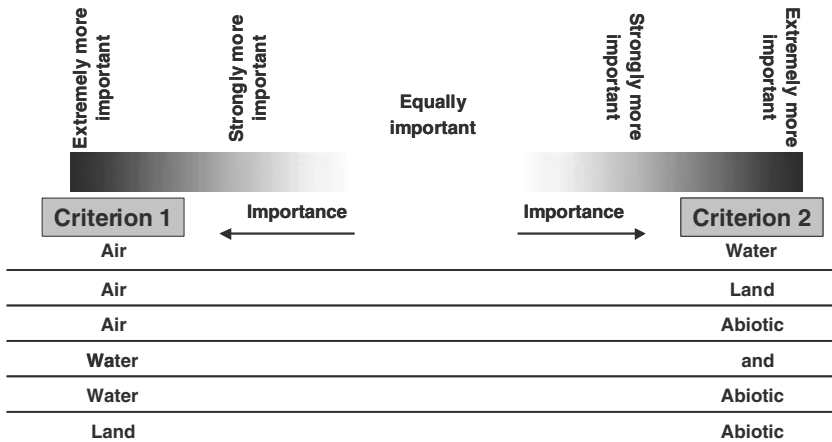 Extremely more
important
Strongly more
important
Equally
important
Strongly more
important
Extremely more
important
Criterion 1
Importance
Importance
Criterion 2
Air
Water
Air
Land
Air
Abiotic
Water
and
Water
Abiotic
Land
Abiotic